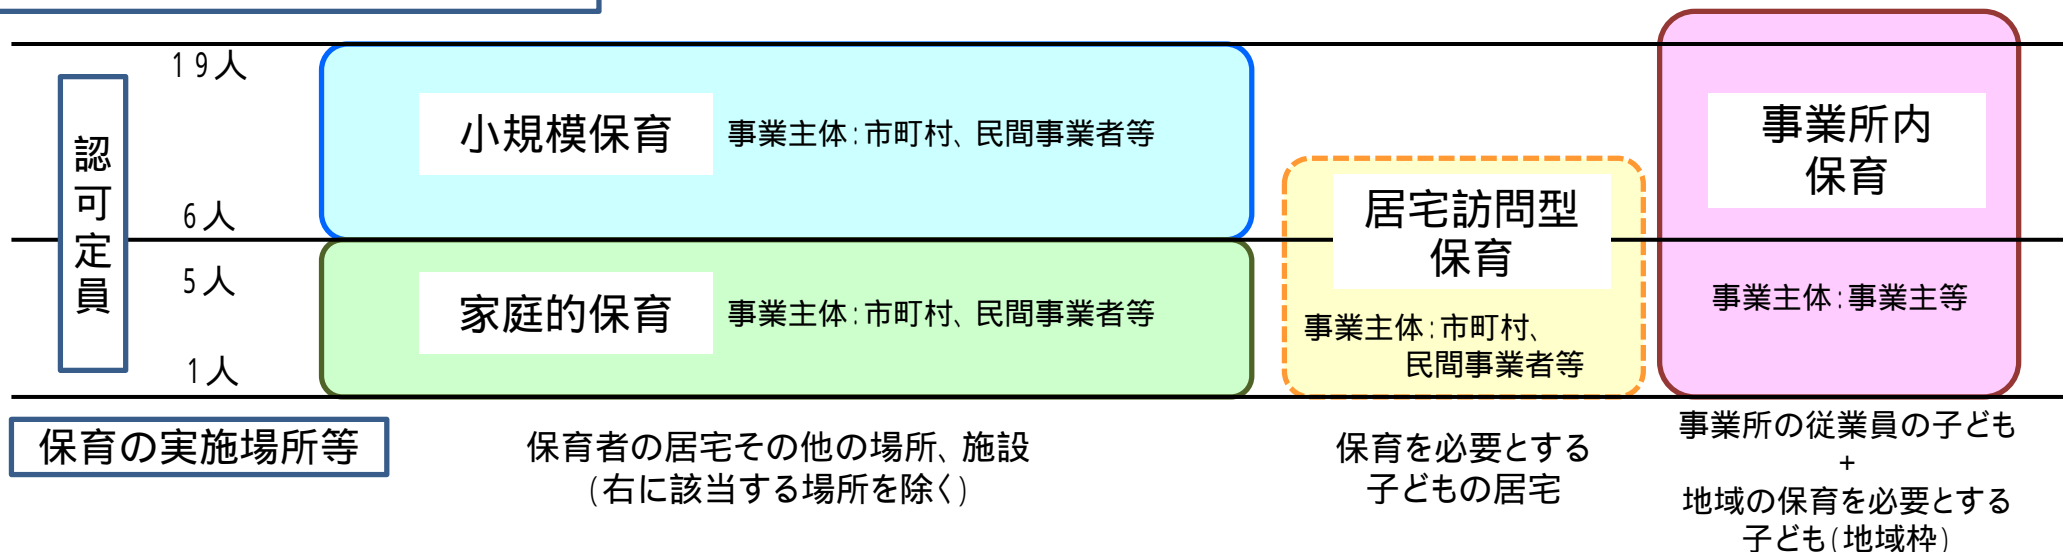 認可定員
19人
6人
5人
1人
小規模保育
事業主体:市町村、民間事業者等
家庭的保育
事業主体:市町村、民間事業者等
居宅訪問型
保育
事業主体:市町村、
民間事業者等
事業所内
保育
事業主体:事業主等
保育の実施場所等
保育者の居宅その他の場所、施設
(右に該当する場所を除く)
保育を必要とする
子どもの居宅
事業所の従業員の子ども
+
地域の保育を必要とする
子ども(地域枠)